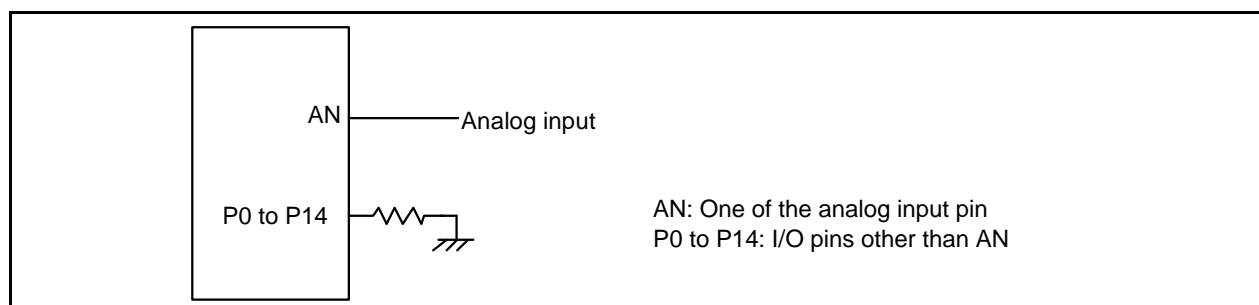 AN
Analog input
P0 to P14
AN: One of the analog input pin
P0 to P14: I/O pins other than AN